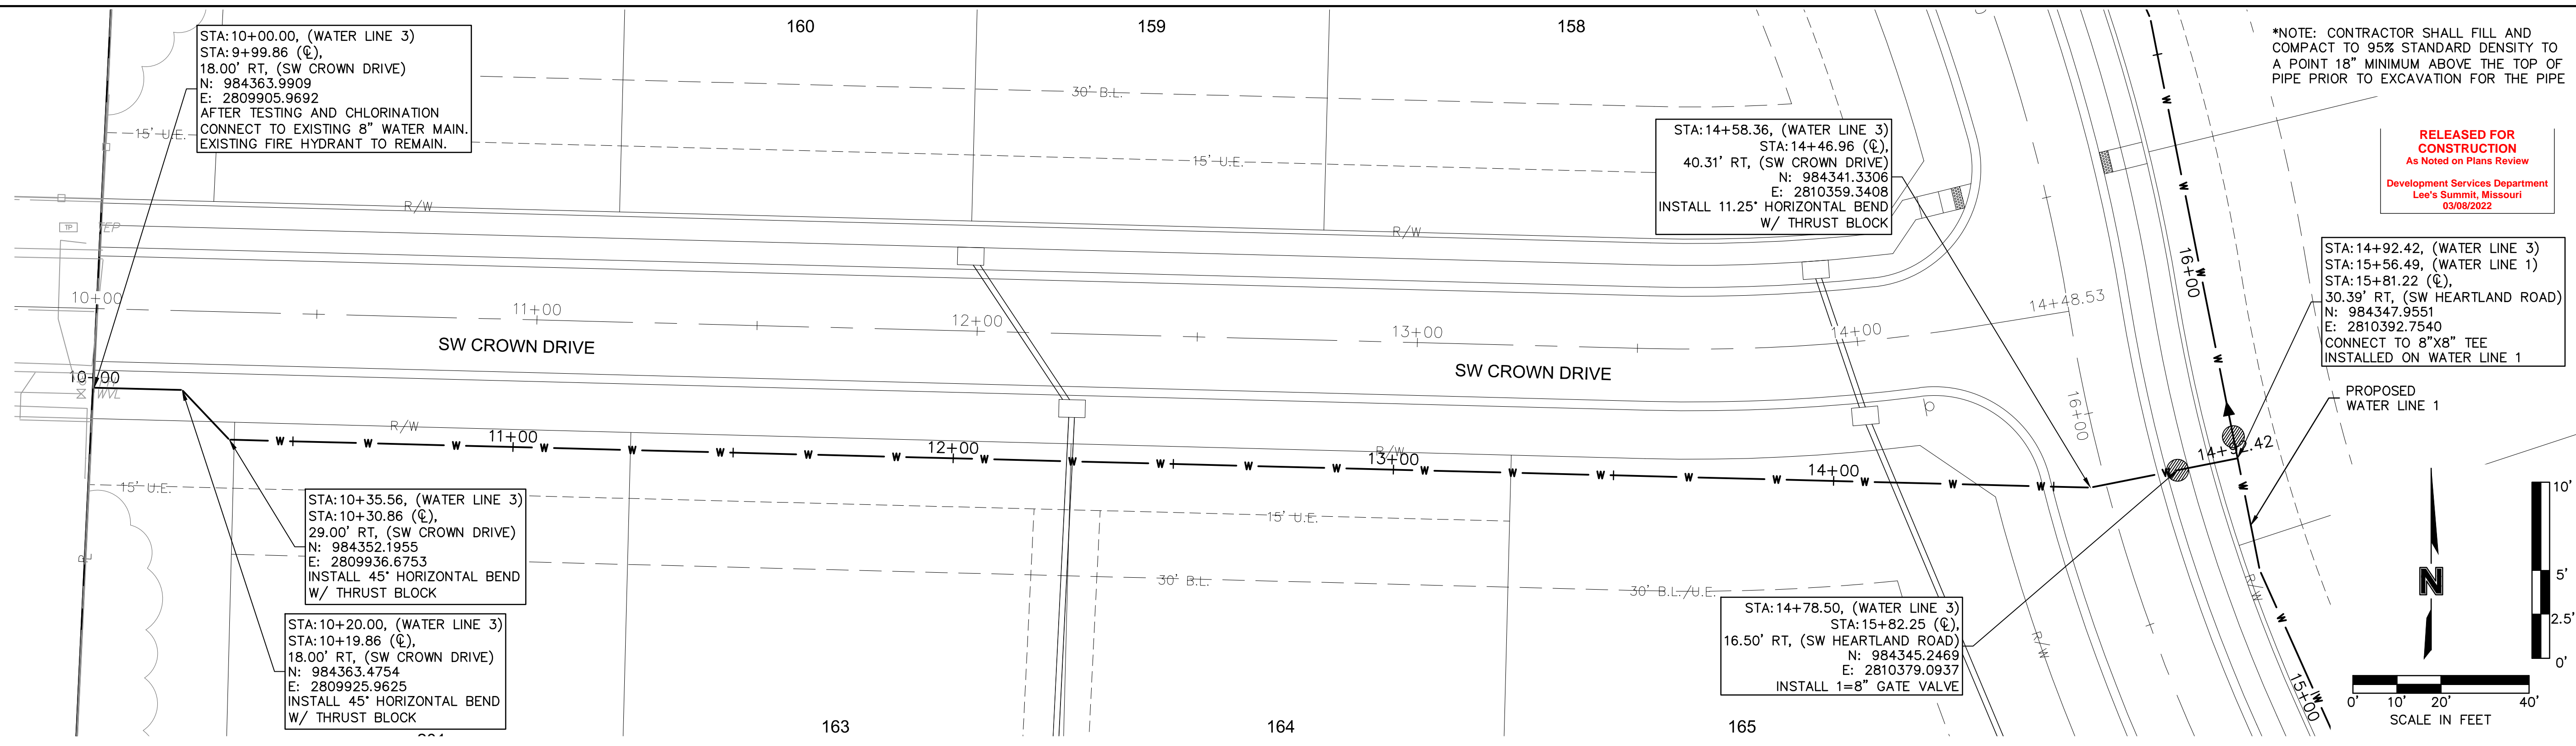 160
159
158
STA:10+00.00, (WATER LINE 3)
STA:9+99.86 (℄),
18.00' RT, (SW CROWN DRIVE)
N: 984363.9909
E: 2809905.9692
AFTER TESTING AND CHLORINATION
CONNECT TO EXISTING 8" WATER MAIN.
EXISTING FIRE HYDRANT TO REMAIN.
*NOTE: CONTRACTOR SHALL FILL AND
COMPACT TO 95% STANDARD DENSITY TO
A POINT 18" MINIMUM ABOVE THE TOP OF
PIPE PRIOR TO EXCAVATION FOR THE PIPE
RELEASED FOR
CONSTRUCTION
As Noted on Plans Review
Development Services Department
Lee's Summit, Missouri
03/08/2022
30' B.L.
15' U.E.
15' U.E.
STA:14+58.36, (WATER LINE 3)
STA:14+46.96 (℄),
40.31' RT, (SW CROWN DRIVE)
N: 984341.3306
E: 2810359.3408
INSTALL 11.25° HORIZONTAL BEND
W/ THRUST BLOCK
R/W
R/W
TP
TEP
STA:14+92.42, (WATER LINE 3)
STA:15+56.49, (WATER LINE 1)
STA:15+81.22 (℄),
30.39' RT, (SW HEARTLAND ROAD)
N: 984347.9551
E: 2810392.7540
CONNECT TO 8"X8" TEE
INSTALLED ON WATER LINE 1
PROPOSED
WATER LINE 1
10+00
11+00
12+00
13+00
14+00
14+48.53
16+00
SW CROWN DRIVE
SW CROWN DRIVE
10+00
WVL
R/W
R/W
16+00
W W W W W W W W W W W W W W W W W W W W W
11+00
12+00
13+00
14+00
14+92.42
W W W W W W W W
15' U.E.
15' U.E.
STA:10+35.56, (WATER LINE 3)
STA:10+30.86 (℄),
29.00' RT, (SW CROWN DRIVE)
N: 984352.1955
E: 2809936.6753
INSTALL 45° HORIZONTAL BEND
W/ THRUST BLOCK
30' B.L.
30' B.L./U.E.
STA:10+20.00, (WATER LINE 3)
STA:10+19.86 (℄),
18.00' RT, (SW CROWN DRIVE)
N: 984363.4754
E: 2809925.9625
INSTALL 45° HORIZONTAL BEND
W/ THRUST BLOCK
STA:14+78.50, (WATER LINE 3)
STA:15+82.25 (℄),
16.50' RT, (SW HEARTLAND ROAD)
N: 984345.2469
E: 2810379.0937
INSTALL 1=8" GATE VALVE
R/W
R/W
15+00
N
10'
5'
2.5'
0'
0' 10' 20' 40'
SCALE IN FEET
163
164
165